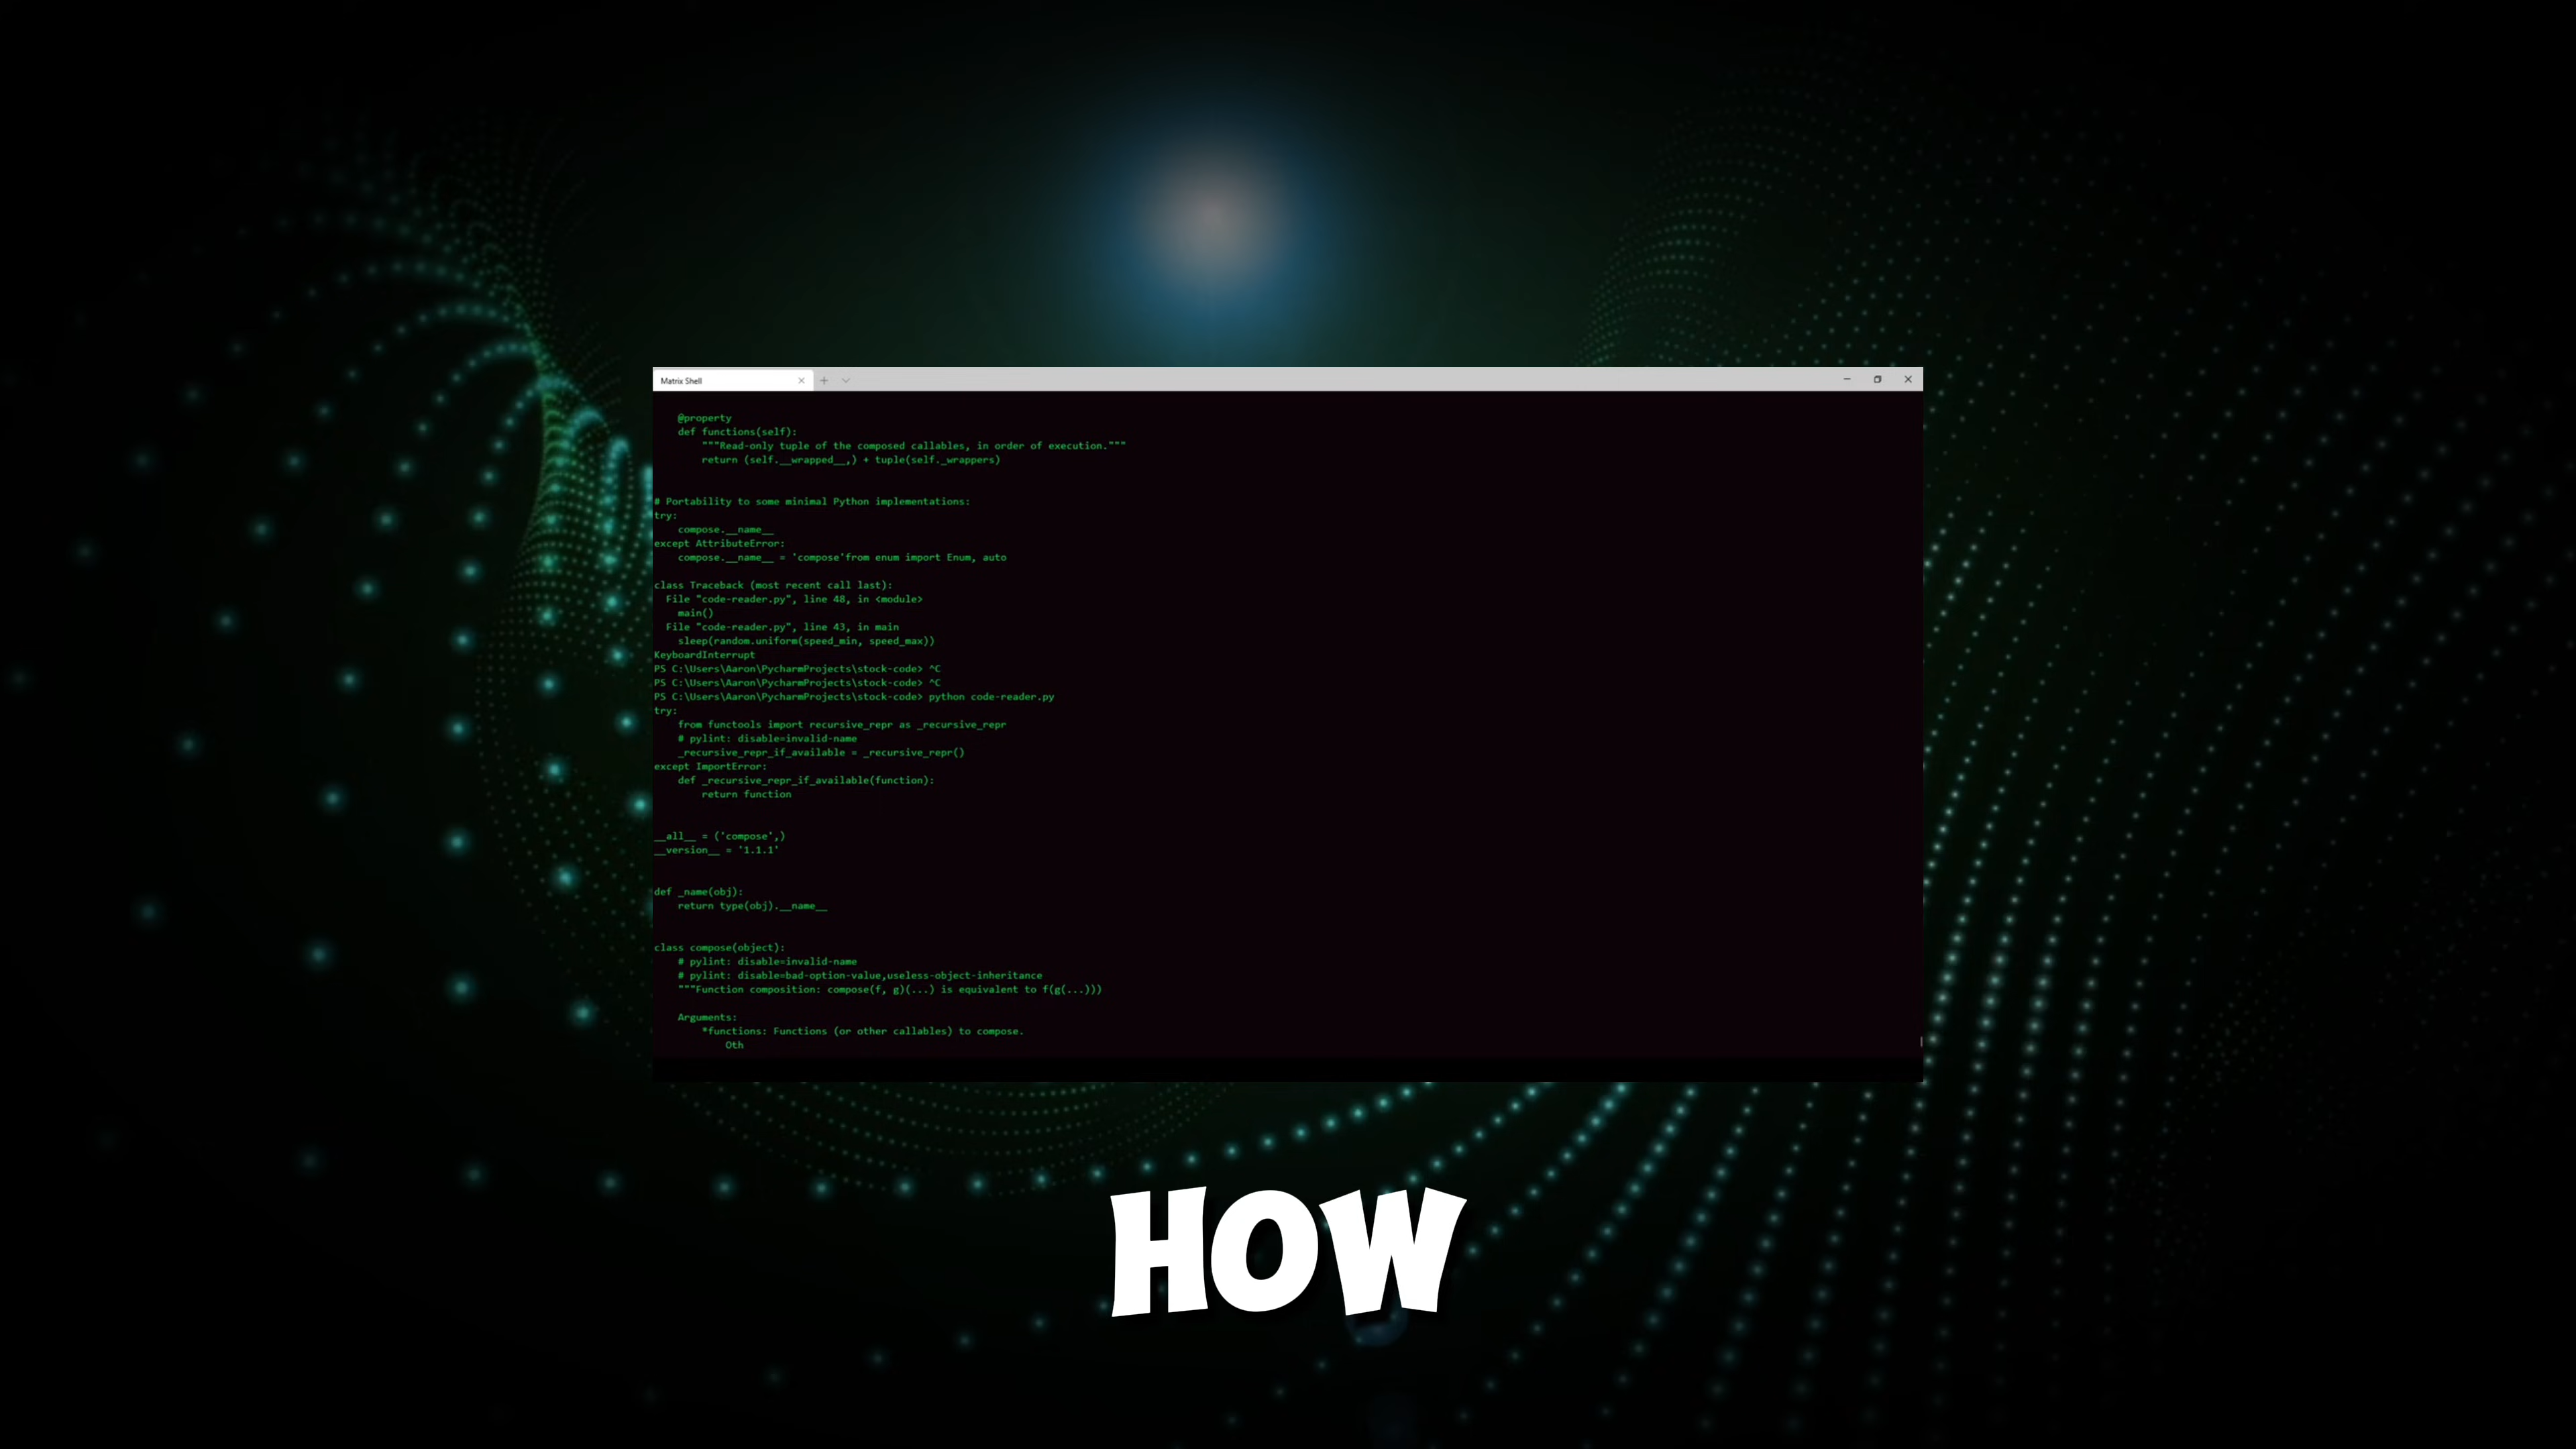 Matrix Shell
@property
def functions(self):
"""Read-only tuple of the composed callables, in order of execution."""
return (self.__wrapped__,) + tuple(self._wrappers)
# Portability to some minimal Python implementations:
try:
compose.__name__
except AttributeError:
compose.__name__ = 'compose'from enum import Enum, auto
class Traceback (most recent call last):
File "code-reader.py", line 48, in <module>
main()
File "code-reader.py", line 43, in main
sleep(random.uniform(speed_min, speed_max))
KeyboardInterrupt
PS C:\Users\Aaron\PycharmProjects\stock-code> ^C
PS C:\Users\Aaron\PycharmProjects\stock-code> ^C
PS C:\Users\Aaron\PycharmProjects\stock-code> python code-reader.py
try:
from functools import recursive_repr as _recursive_repr
# pylint: disable=invalid-name
_recursive_repr_if_available = _recursive_repr()
except ImportError:
def _recursive_repr_if_available(function):
return function
__all__ = ('compose',)
__version__ = '1.1.1'
def _name(obj):
return type(obj).__name__
class compose(object):
# pylint: disable=invalid-name
# pylint: disable=bad-option-value,useless-object-inheritance
"""Function composition: compose(f, g)(...) is equivalent to f(g(...)))
Arguments:
*functions: Functions (or other callables) to compose.
Oth
HOW